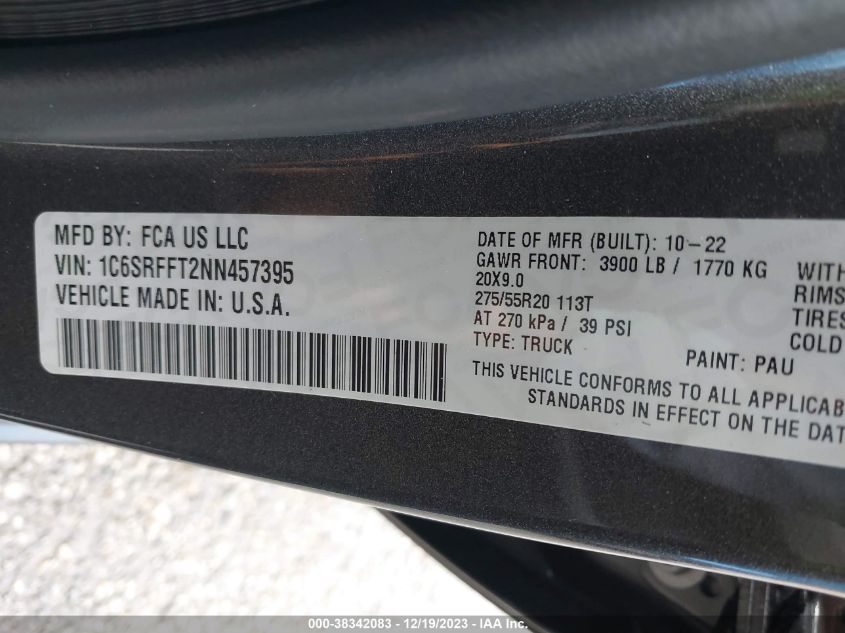 MFD BY: FCA US LLC
VIN: 1C6SRFFT2NN457395
VEHICLE MADE IN: U.S.A.
DATE OF MFR (BUILT): 10-22
GAWR FRONT: 3900 LB / 1770 KG
20X9.0
275/55R20 113T
AT 270 kPa / 39 PSI
TYPE: TRUCK
PAINT: PAU
WITH
RIMS
TIRES
COLD
THIS VEHICLE CONFORMS TO ALL APPLICAB
STANDARDS IN EFFECT ON THE DAT
000-38342083 - 12/19/2023 - IAA Inc.